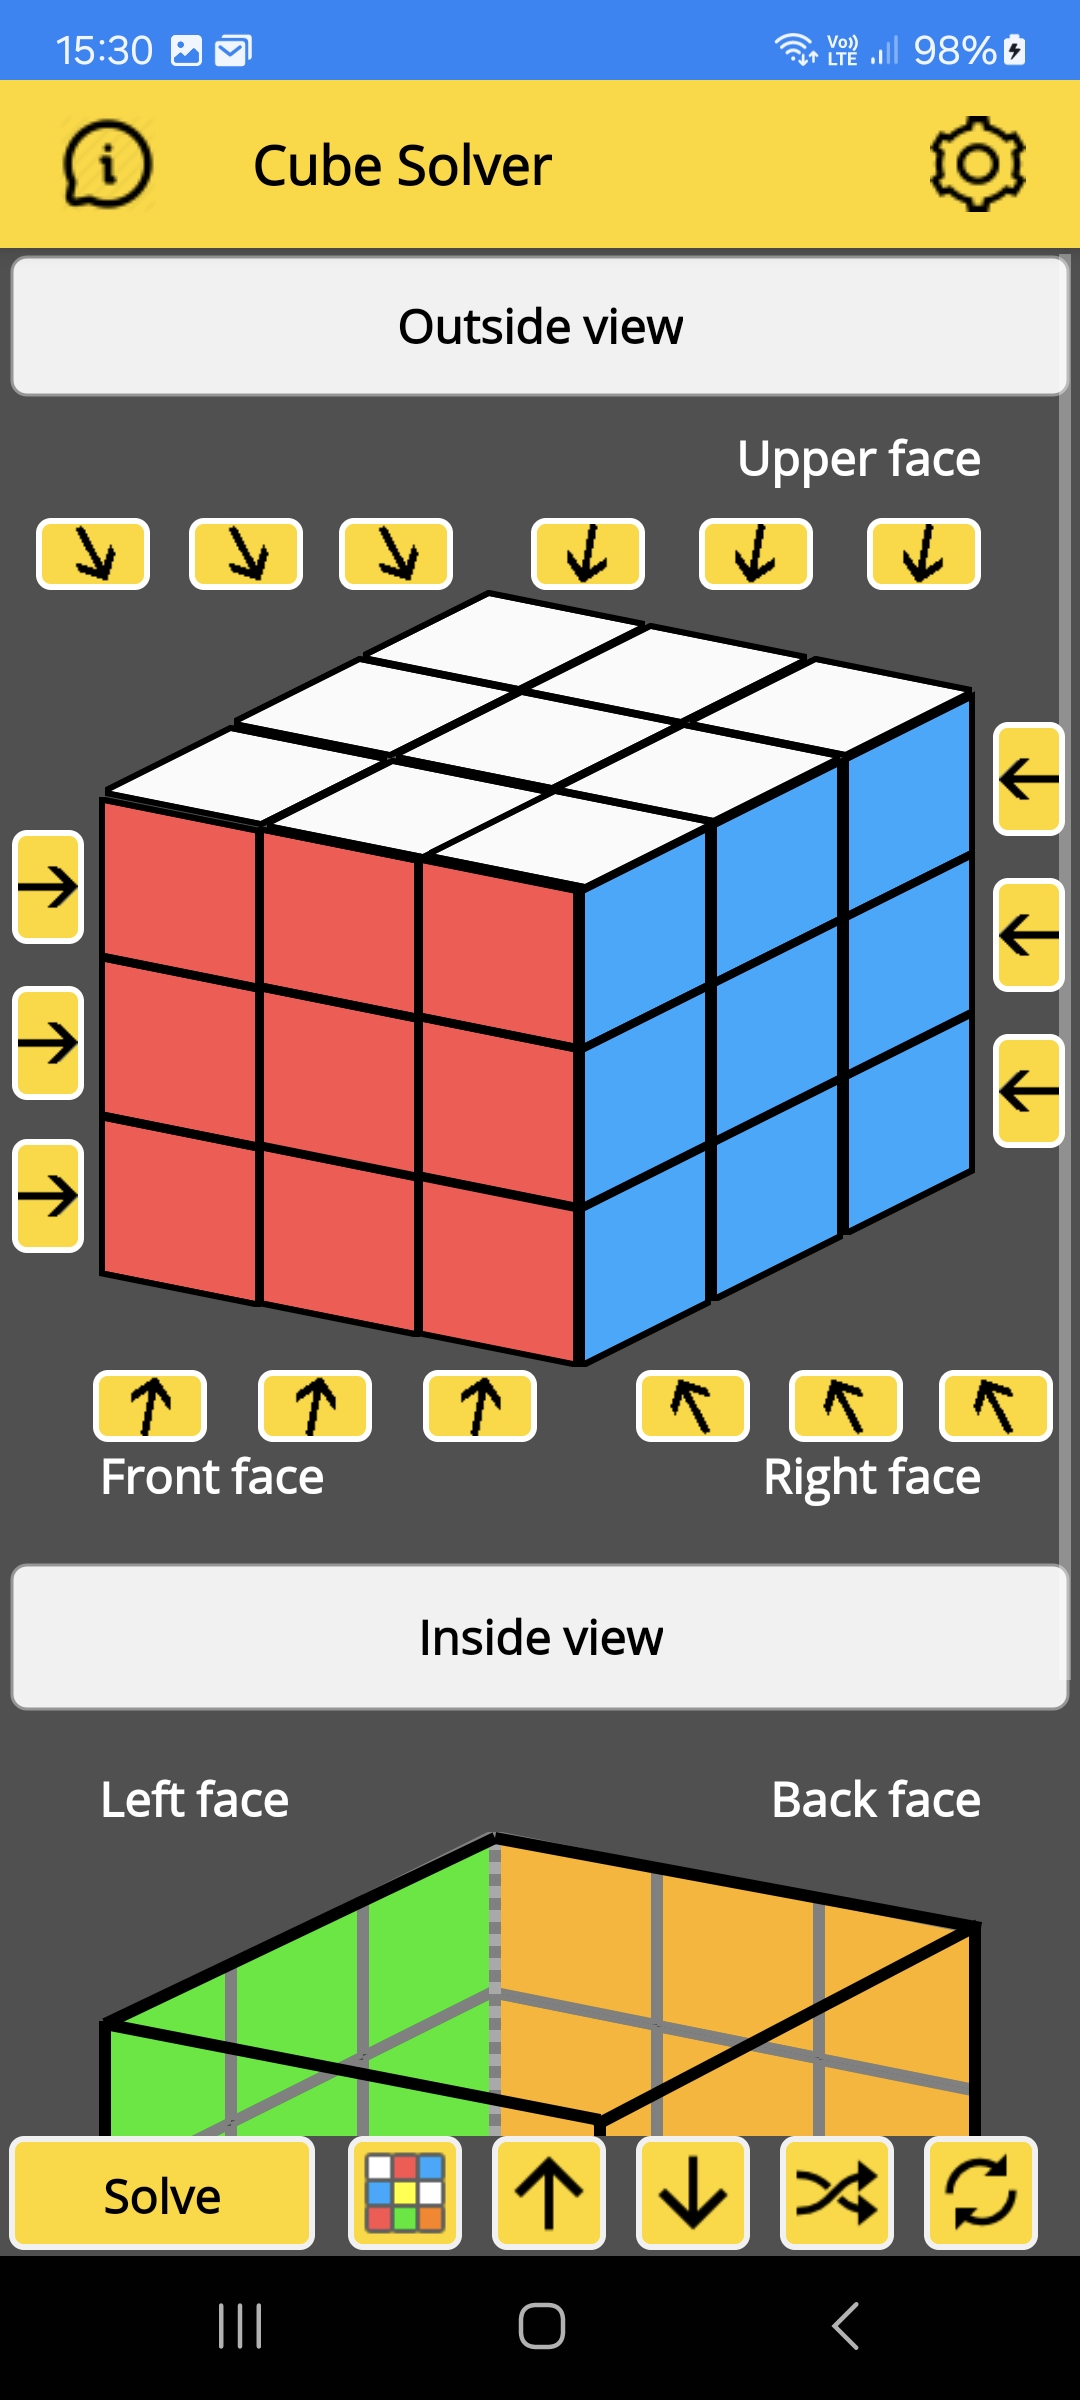 15:30
Vo))
LTE
98%
Cube Solver
Outside view
Upper face
Front face
Right face
Inside view
Left face
Back face
Solve